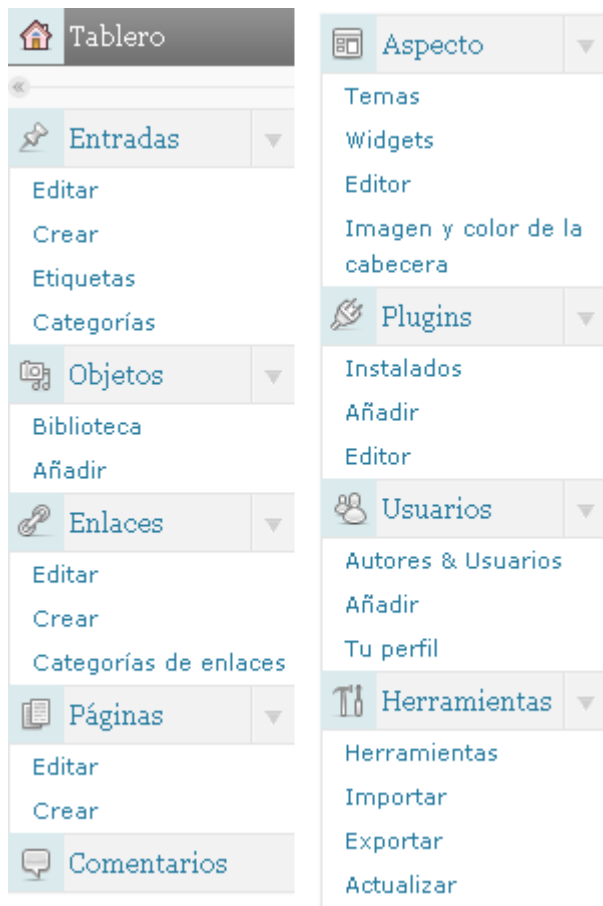 Tablero
Entradas
Editar
Crear
Etiquetas
Categorías
Objetos
Biblioteca
Añadir
Enlaces
Editar
Crear
Categorías de enlaces
Páginas
Editar
Crear
Comentarios
Aspecto
Temas
Widgets
Editor
Imagen y color de la
cabecera
Plugins
Instalados
Añadir
Editor
Usuarios
Autores & Usuarios
Añadir
Tu perfil
Herramientas
Herramientas
Importar
Exportar
Actualizar